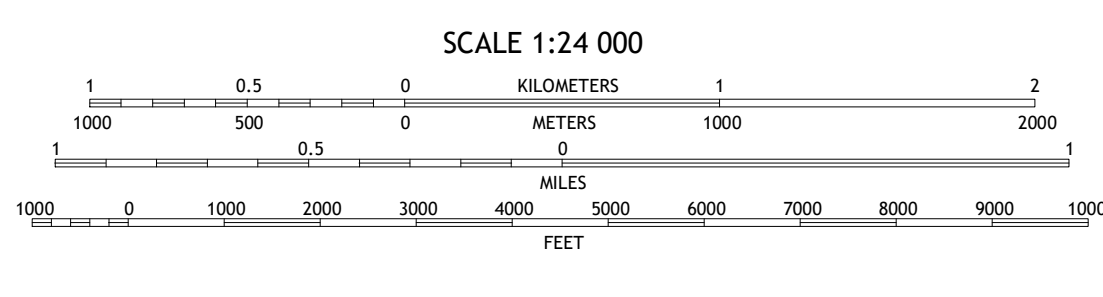 SCALE 1:24 000
1 0.5 0 KILOMETERS 1 2
1000 500 0 METERS 1000 2000
1 0.5 0 1
MILES
1000 0 1000 2000 3000 4000 5000 6000 7000 8000 9000 1000
FEET